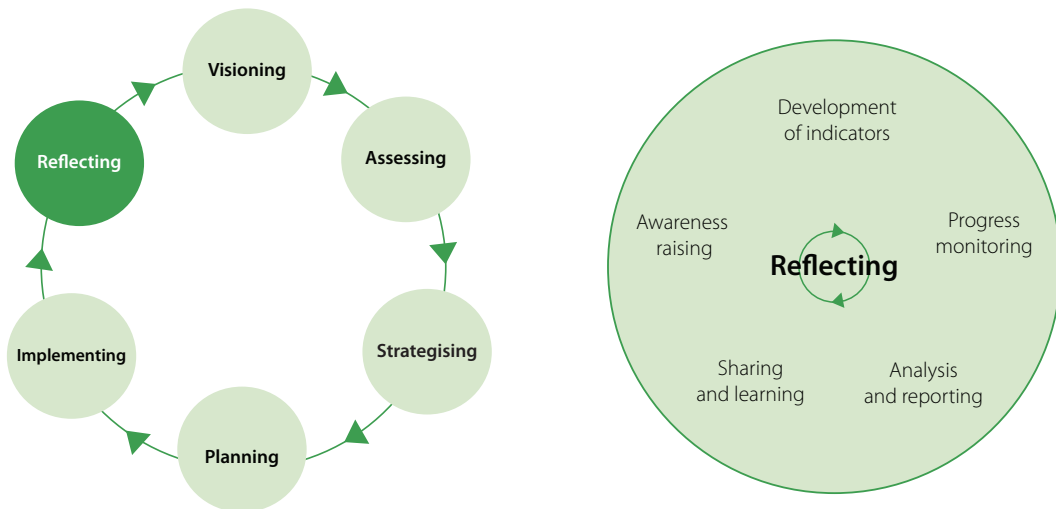 Visioning
Assessing
Strategising
Planning
Implementing
Reflecting
Development
of indicators
Progress
monitoring
Analysis
and reporting
Sharing
and learning
Awareness
raising
Reflecting